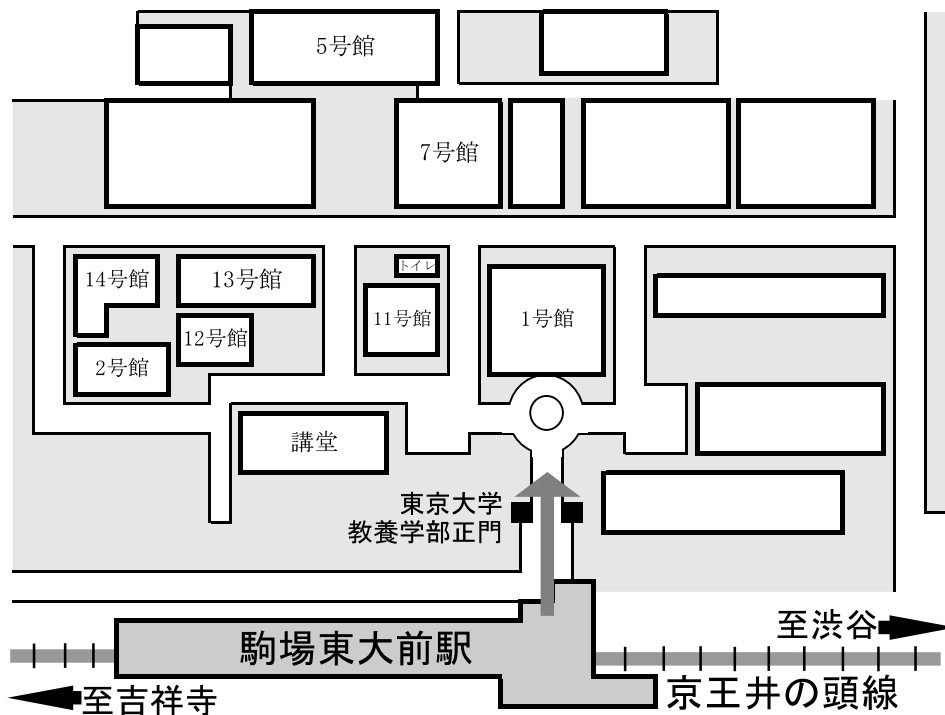 5号館
7号館
14号館
13号館
トイレ
11号館
1号館
12号館
2号館
講堂
東京大学
教養学部正門
至渋谷
駒場東大前駅
至吉祥寺
京王井の頭線